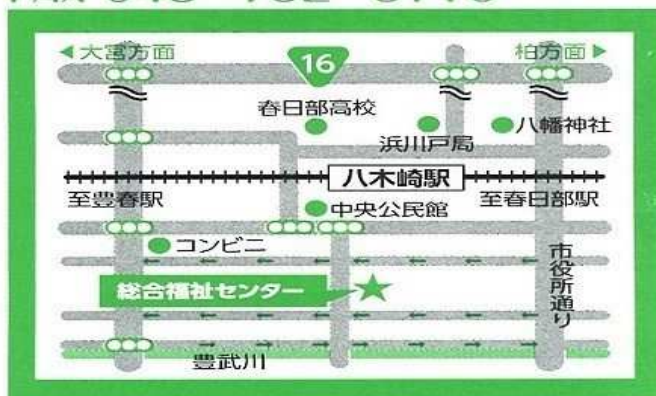 大宮方面
16
柏方面
春日部高校
浜川戸局
八幡神社
八木崎駅
至豊春駅
至春日部駅
中央公民館
コンビニ
市役所通り
総合福祉センター
豊武川